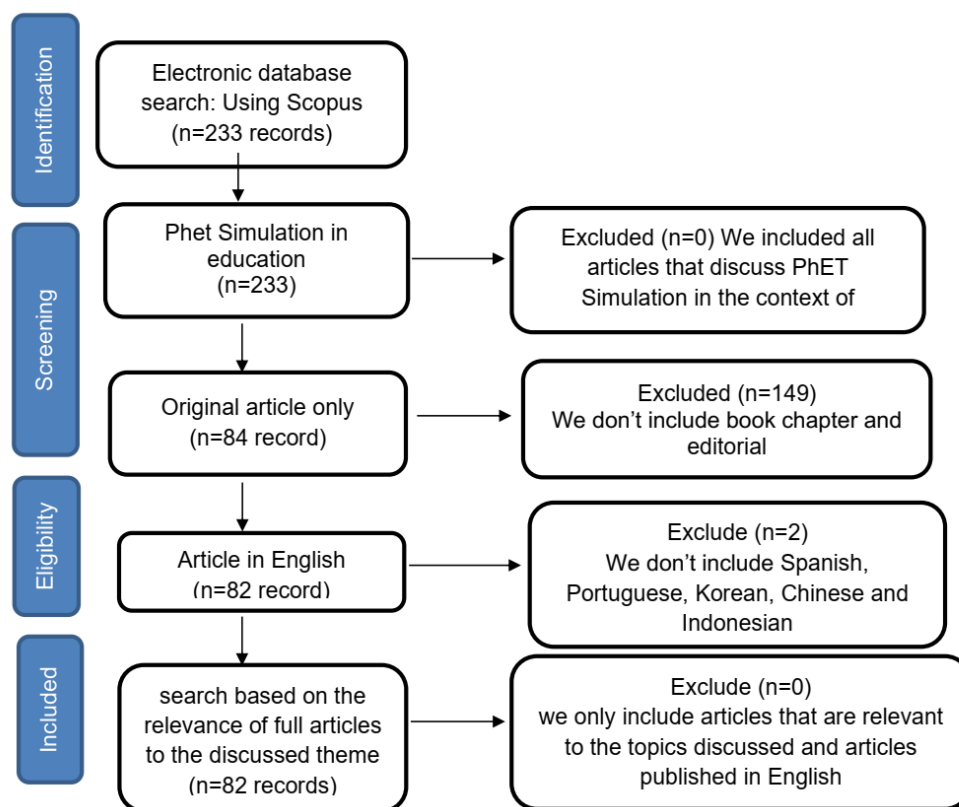 Identification
Electronic database
search: Using Scopus
(n=233 records)
Screening
Phet Simulation in
education
(n=233)
Excluded (n=0) We included all
articles that discuss PhET
Simulation in the context of
Original article only
(n=84 record)
Excluded (n=149)
We don’t include book chapter and
editorial
Eligibility
Article in English
(n=82 record)
Exclude (n=2)
We don’t include Spanish,
Portuguese, Korean, Chinese and
Indonesian
Included
search based on the
relevance of full articles
to the discussed theme
(n=82 records)
Exclude (n=0)
we only include articles that are relevant
to the topics discussed and articles
published in English